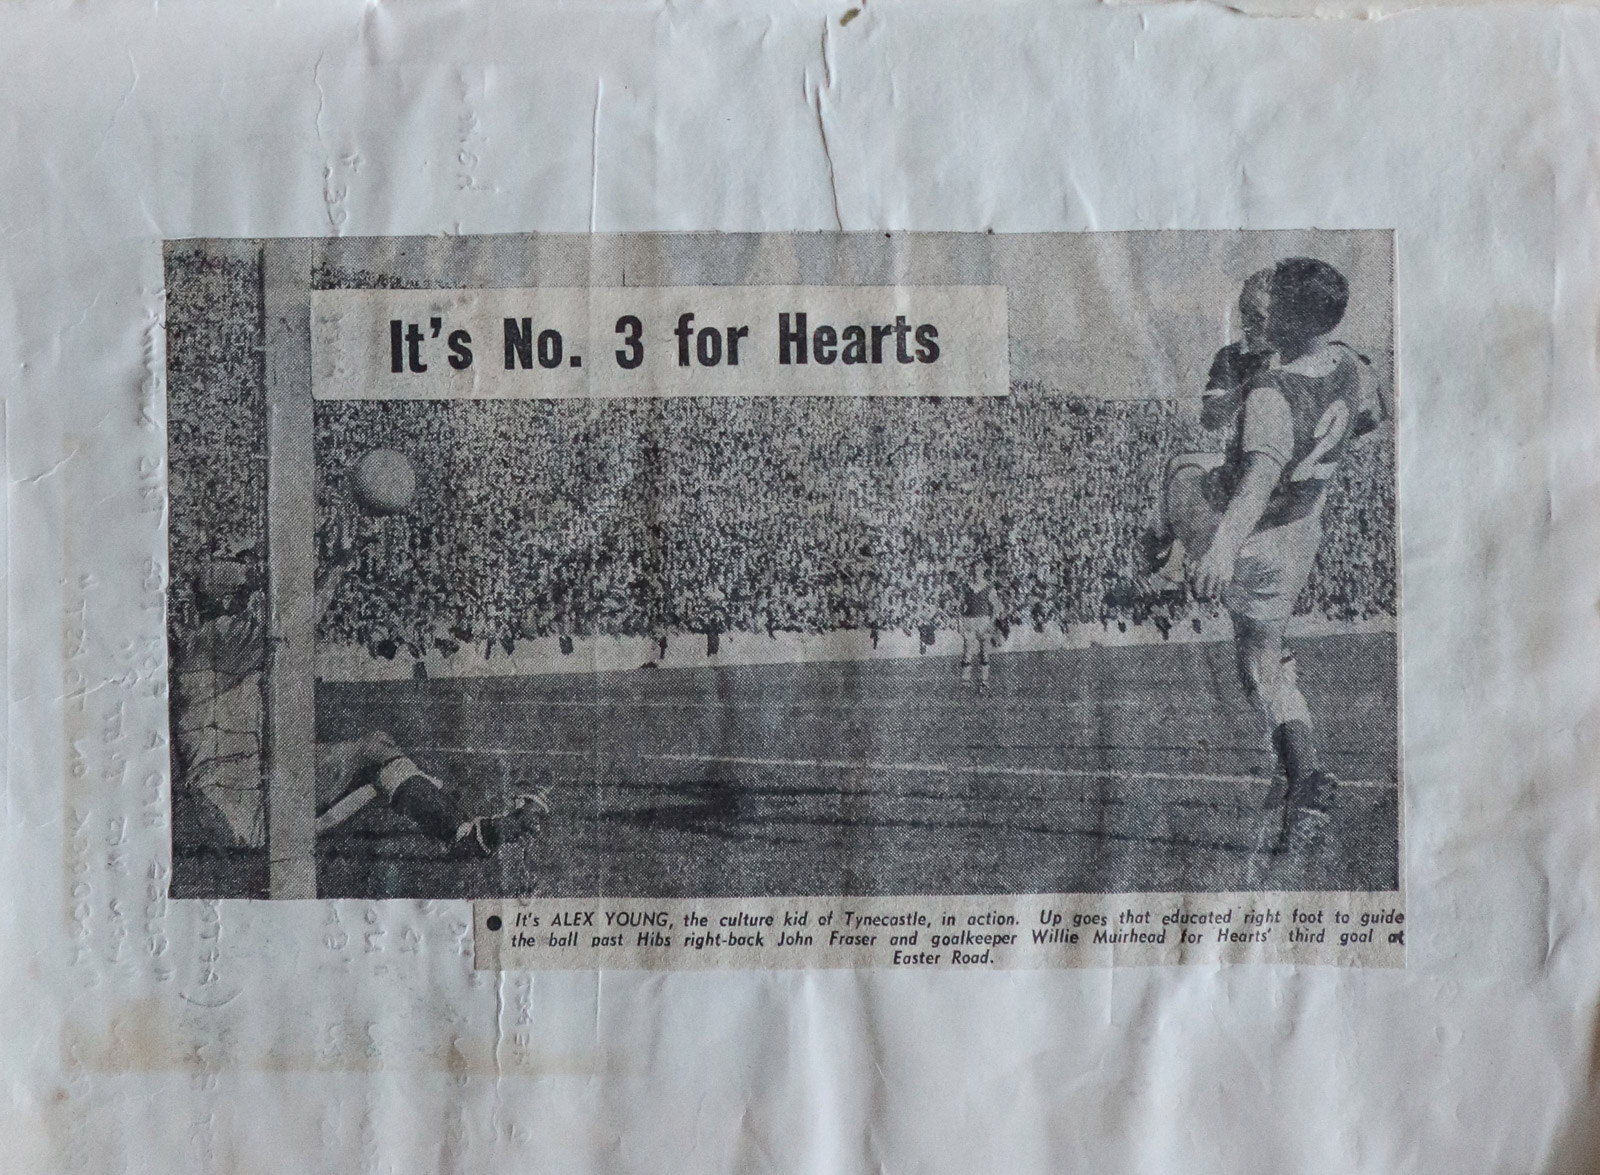 It's No. 3 for Hearts
2
● It's ALEX YOUNG, the culture kid of Tynecastle, in action. Up goes that educated right foot to guide
the ball past Hibs right-back John Fraser and goalkeeper Willie Muirhead for Hearts' third goal at
Easter Road.